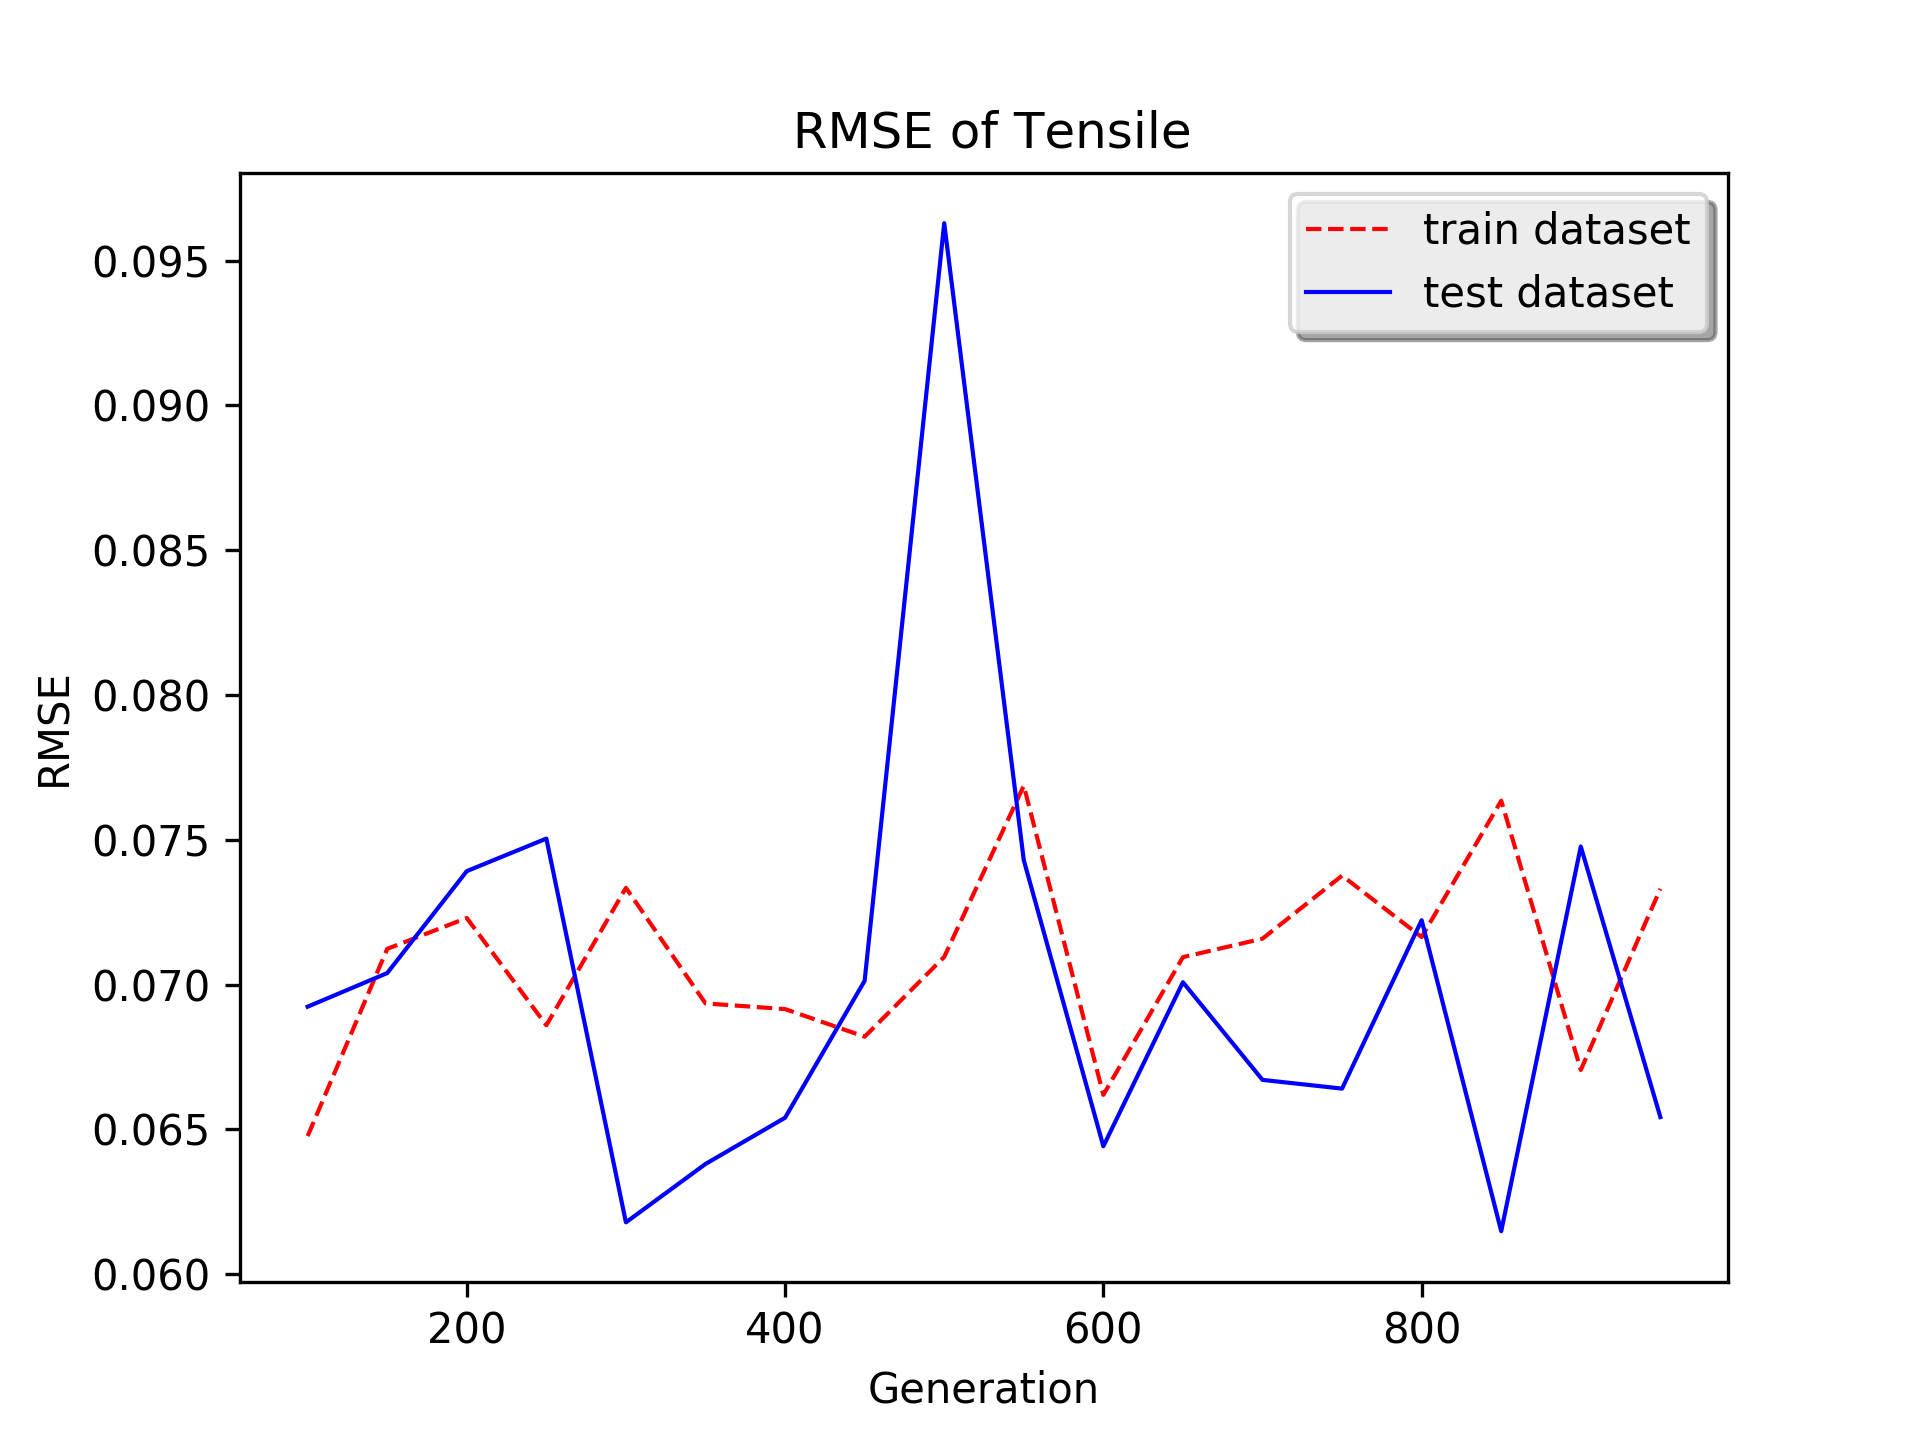 RMSE of Tensile
train dataset
test dataset
0.095
0.090
0.085
0.080
0.075
0.070
0.065
0.060
RMSE
200 400 600 800
Generation